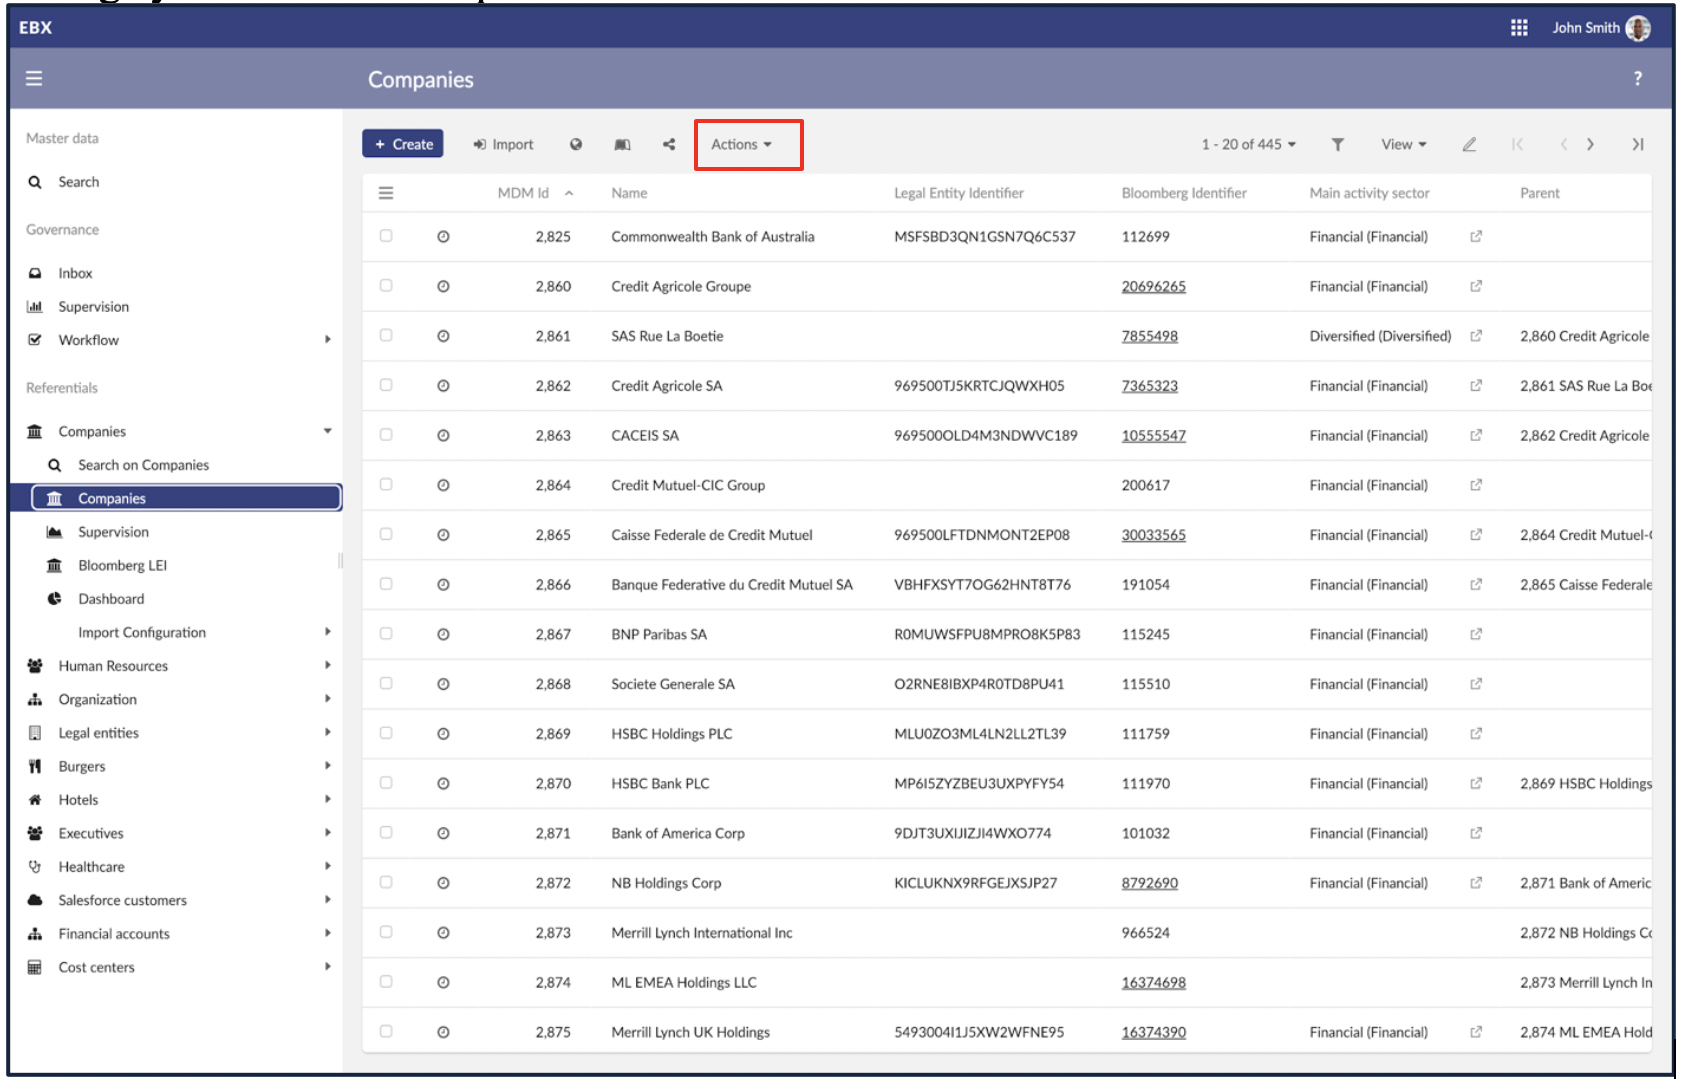 EBX
John Smith
Companies
?
Master data
Search
Governance
Inbox
Supervision
Workflow
Referentials
Companies
Search on Companies
Companies
Supervision
Bloomberg LEI
Dashboard
Import Configuration
Human Resources
Organization
Legal entities
Burgers
Hotels
Executives
Healthcare
Salesforce customers
Financial accounts
Cost centers
+ Create Import Actions 1 - 20 of 445 View
MDM Id Name Legal Entity Identifier Bloomberg Identifier Main activity sector Parent
2,825 Commonwealth Bank of Australia MSFSBD3QN1GSN7Q6C537 112699 Financial (Financial)
2,860 Credit Agricole Groupe 20696265 Financial (Financial)
2,861 SAS Rue La Boetie 7855498 Diversified (Diversified) 2,860 Credit Agricole
2,862 Credit Agricole SA 969500TJ5KRTCJQWXH05 7365323 Financial (Financial) 2,861 SAS Rue La Boe
2,863 CACEIS SA 969500OLD4M3NDWVC189 10555547 Financial (Financial) 2,862 Credit Agricole
2,864 Credit Mutuel-CIC Group 200617 Financial (Financial)
2,865 Caisse Federale de Credit Mutuel 969500LFTDNMONT2EP08 30033565 Financial (Financial) 2,864 Credit Mutuel-
2,866 Banque Federative du Credit Mutuel SA VBHFXSYT7OG62HNT8T76 191054 Financial (Financial) 2,865 Caisse Federale
2,867 BNP Paribas SA R0MUWSFPU8MPRO8K5P83 115245 Financial (Financial)
2,868 Societe Generale SA O2RNE8IBXP4R0TD8PU41 115510 Financial (Financial)
2,869 HSBC Holdings PLC MLU0ZO3ML4LN2LL2TL39 111759 Financial (Financial)
2,870 HSBC Bank PLC MP6I5ZYZBEU3UXPYFY54 111970 Financial (Financial) 2,869 HSBC Holdings
2,871 Bank of America Corp 9DJT3UXIJIZJI4WXO774 101032 Financial (Financial)
2,872 NB Holdings Corp KICLUKNX9RFGEJXSJP27 8792690 Financial (Financial) 2,871 Bank of Americ
2,873 Merrill Lynch International Inc 966524 2,872 NB Holdings Co
2,874 ML EMEA Holdings LLC 16374698 2,873 Merrill Lynch In
2,875 Merrill Lynch UK Holdings 5493004I1J5XW2WFNE95 16374390 Financial (Financial) 2,874 ML EMEA Hold